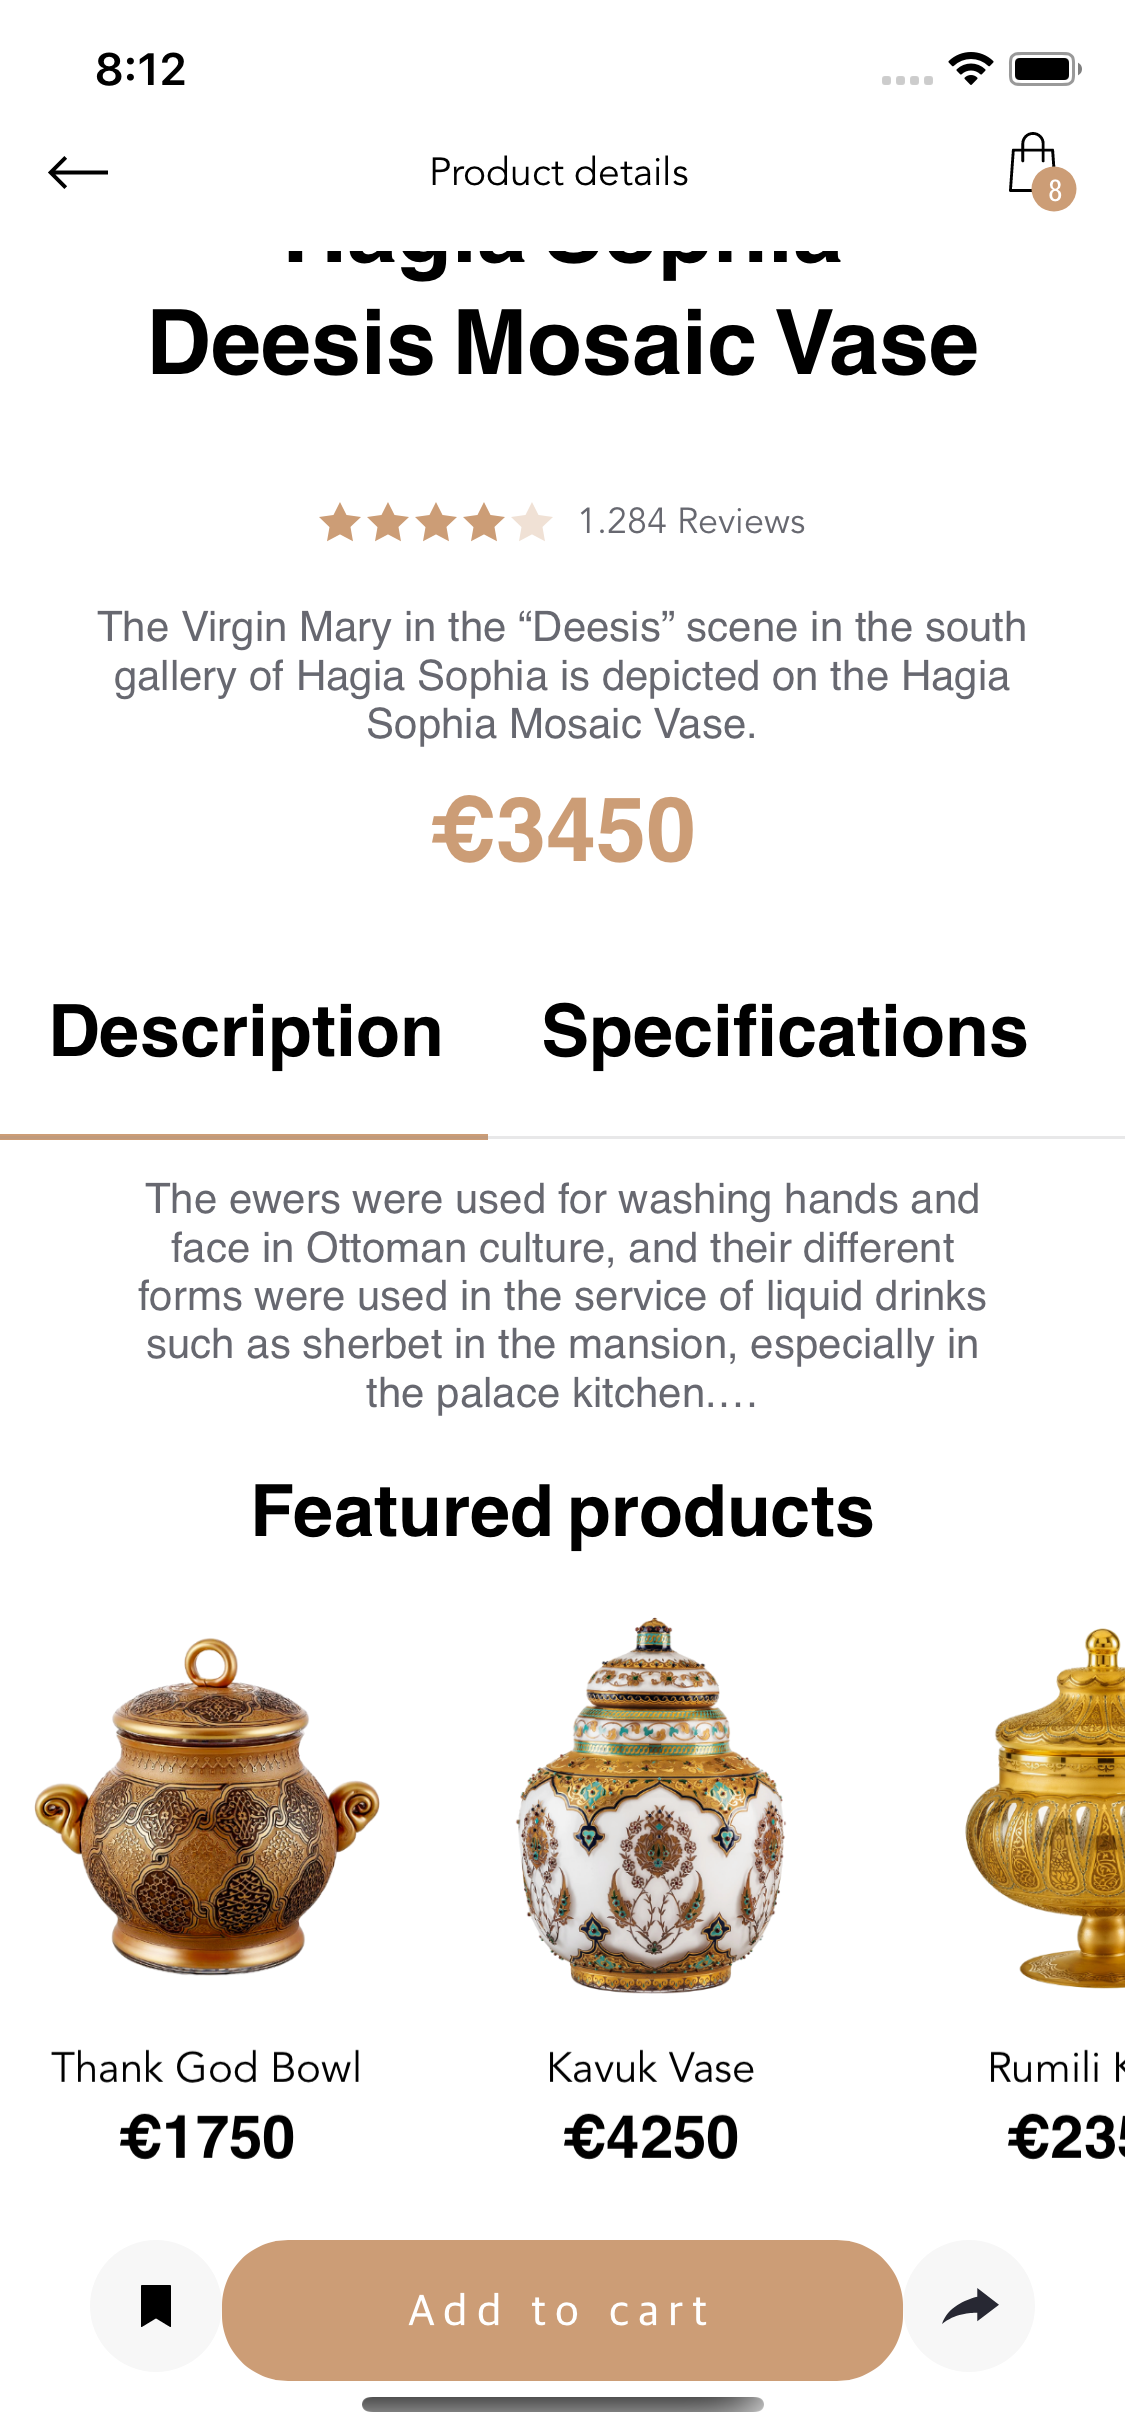 8:12
Product details
8
Hagia Sophia
Deesis Mosaic Vase
1.284 Reviews
The Virgin Mary in the “Deesis” scene in the south
gallery of Hagia Sophia is depicted on the Hagia
Sophia Mosaic Vase.
€3450
Description Specifications
The ewers were used for washing hands and
face in Ottoman culture, and their different
forms were used in the service of liquid drinks
such as sherbet in the mansion, especially in
the palace kitchen....
Featured products
Thank God Bowl Kavuk Vase Rumili
€1750 €4250
Add to cart